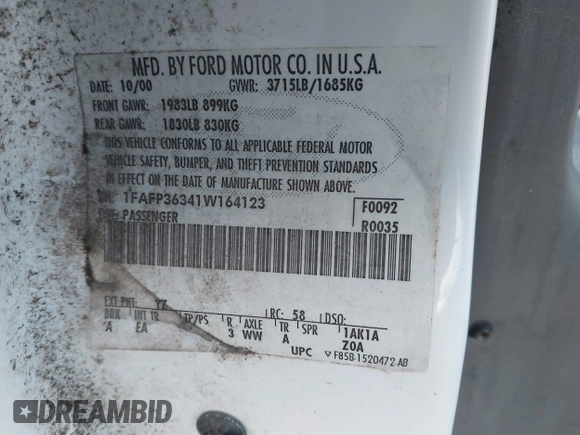 MFD. BY FORD MOTOR CO. IN U.S.A.
DATE: 10/00 GVWR: 3715LB/1685KG
FRONT GAWR: 1983LB 899KG
REAR GAWR: 1830LB 830KG
THIS VEHICLE CONFORMS TO ALL APPLICABLE FEDERAL MOTOR
VEHICLE SAFETY, BUMPER, AND THEFT PREVENTION STANDARDS
IN EFFECT ON THE DATE OF MANUFACTURE SHOWN ABOVE.
1FAFP36341W164123 F0092
PASSENGER R0035
EXT PNT: YZ RC: 58 DSO:
BRK INT TR TP/PS R AXLE TR SPR 1AK1A
A EA 3 WW A Z0A
UPC F85B-1520472-AB
AUTOBIDMASTER